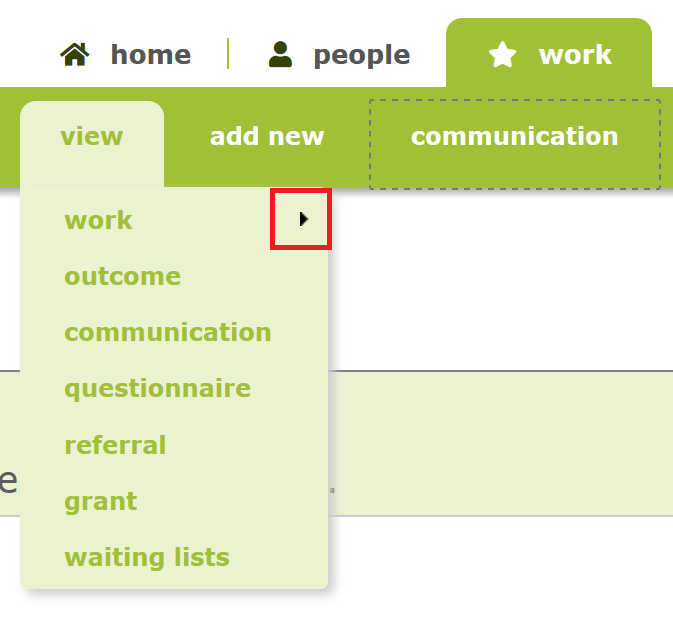 home people work
view add new communication
work
outcome
communication
questionnaire
referral
grant
waiting lists